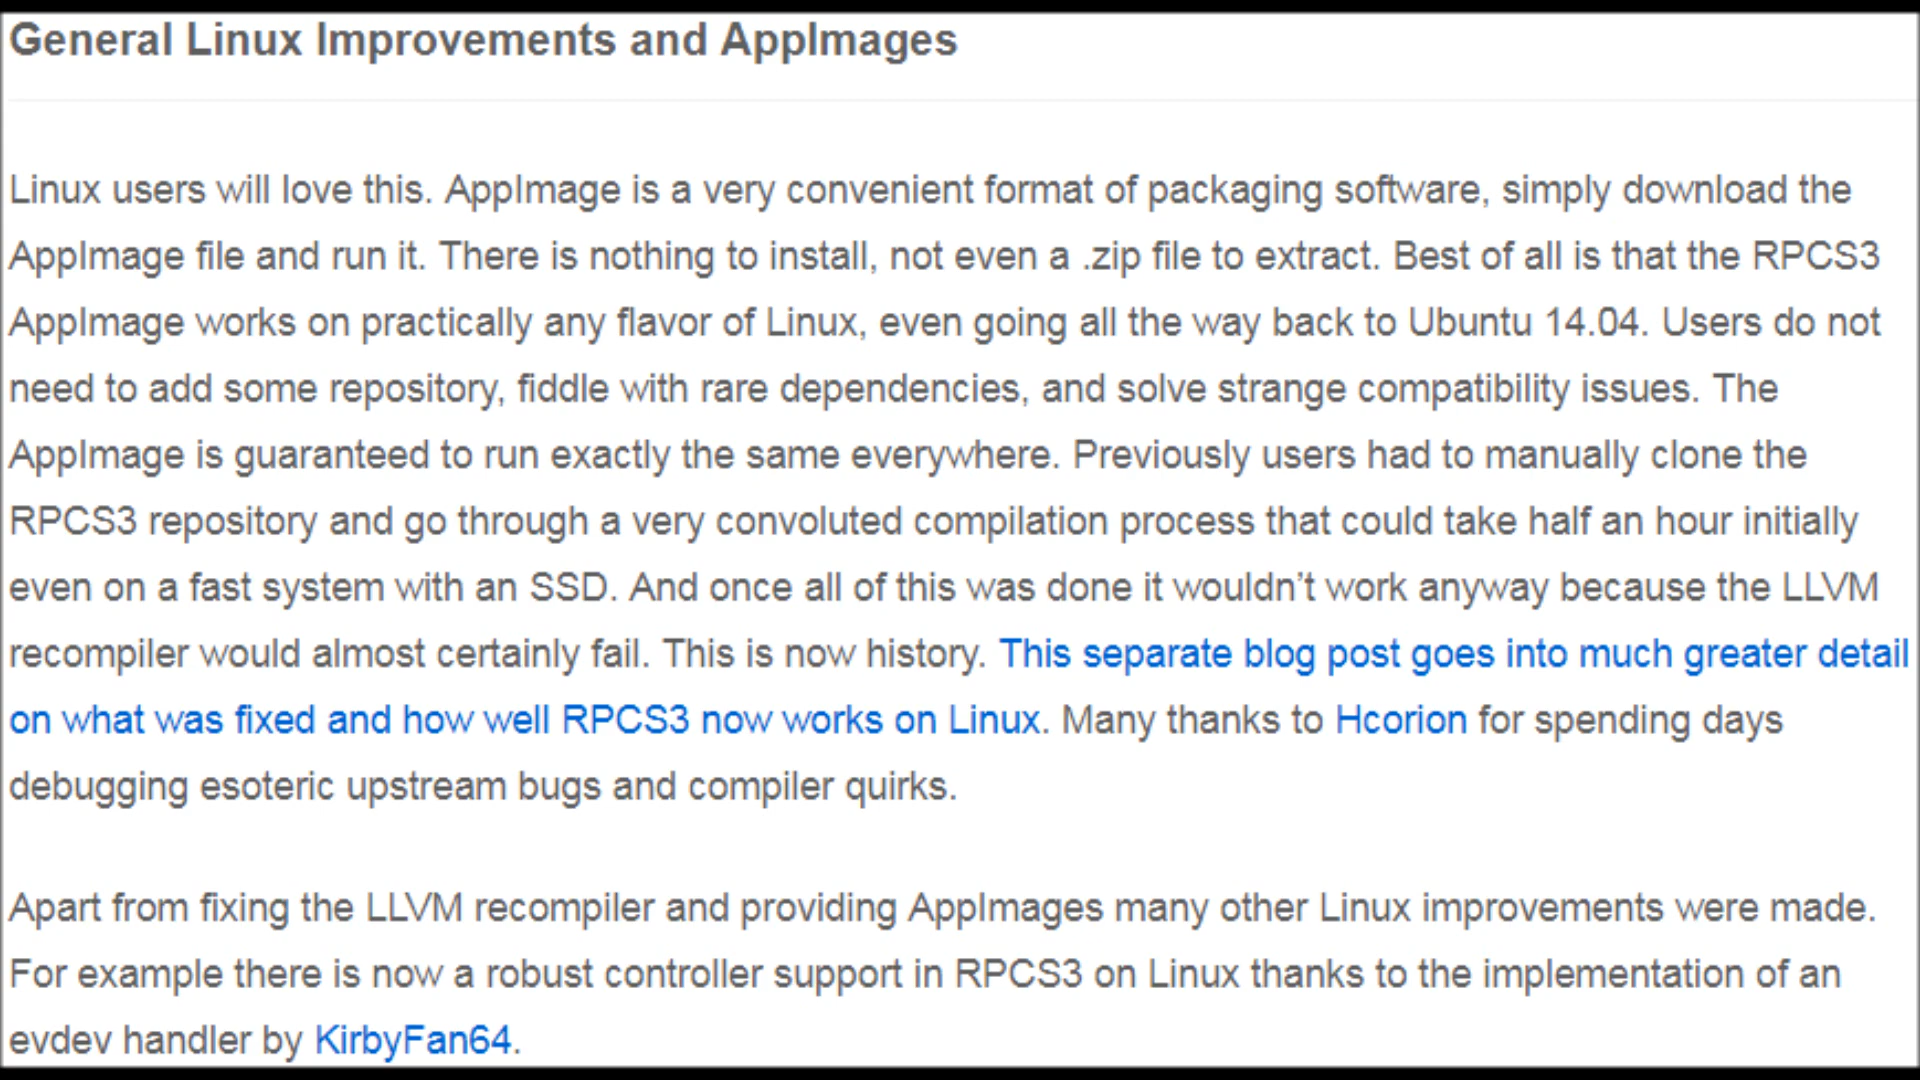 General Linux Improvements and AppImages
Linux users will love this. AppImage is a very convenient format of packaging software, simply download the
AppImage file and run it. There is nothing to install, not even a .zip file to extract. Best of all is that the RPCS3
AppImage works on practically any flavor of Linux, even going all the way back to Ubuntu 14.04. Users do not
need to add some repository, fiddle with rare dependencies, and solve strange compatibility issues. The
AppImage is guaranteed to run exactly the same everywhere. Previously users had to manually clone the
RPCS3 repository and go through a very convoluted compilation process that could take half an hour initially
even on a fast system with an SSD. And once all of this was done it wouldn’t work anyway because the LLVM
recompiler would almost certainly fail. This is now history. This separate blog post goes into much greater detail
on what was fixed and how well RPCS3 now works on Linux. Many thanks to Hcorion for spending days
debugging esoteric upstream bugs and compiler quirks.
Apart from fixing the LLVM recompiler and providing AppImages many other Linux improvements were made.
For example there is now a robust controller support in RPCS3 on Linux thanks to the implementation of an
evdev handler by KirbyFan64.